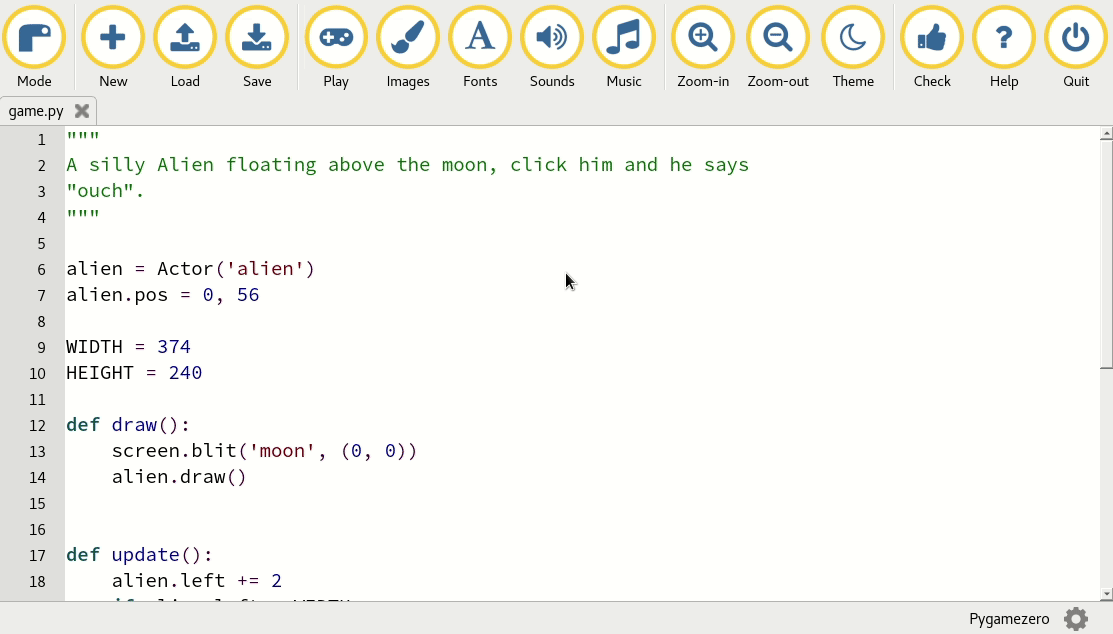 Mode New Load Save Play Images Fonts Sounds Music Zoom-in Zoom-out Theme Check Help Quit
game.py
1 """
2 A silly Alien floating above the moon, click him and he says
3 "ouch".
4 """
5
6 alien = Actor('alien')
7 alien.pos = 0, 56
8
9 WIDTH = 374
10 HEIGHT = 240
11
12 def draw():
13     screen.blit('moon', (0, 0))
14     alien.draw()
15
16
17 def update():
18     alien.left += 2
Pygamezero